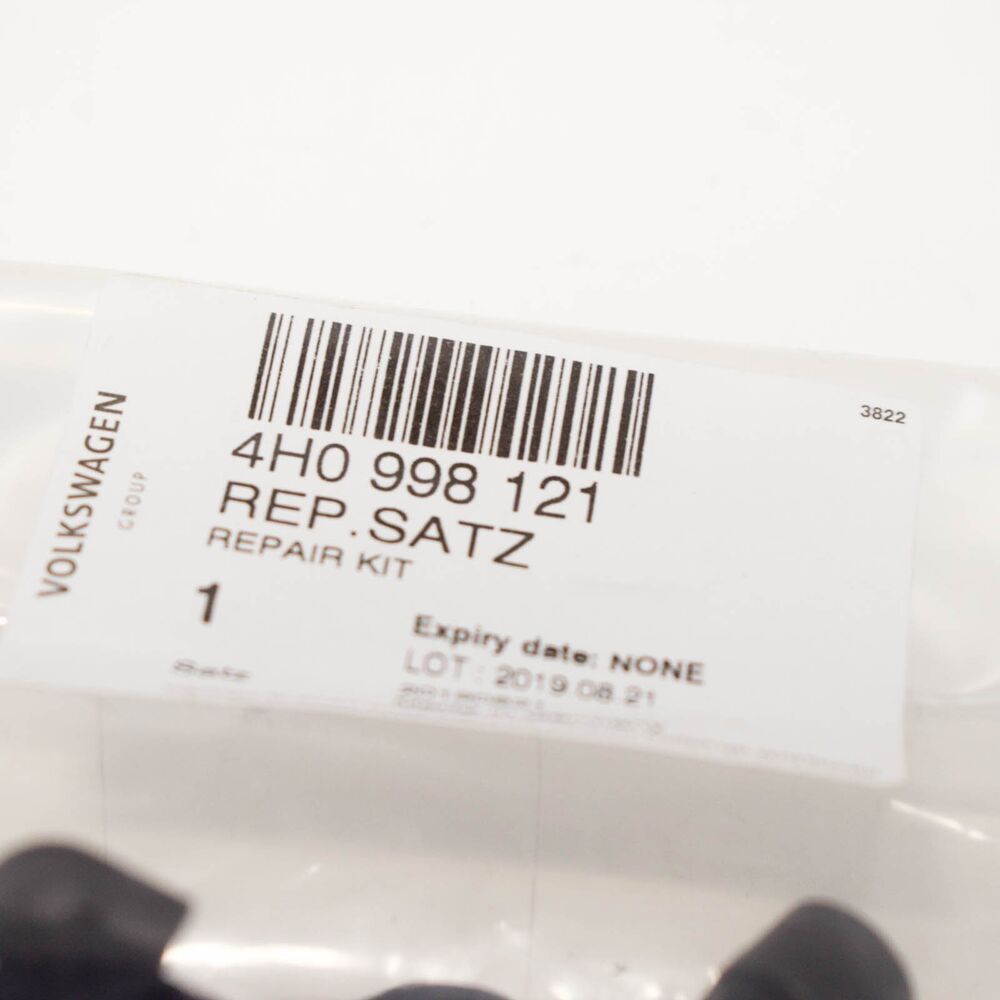 3822
VOLKSWAGEN
GROUP
4H0 998 121
REP.SATZ
REPAIR KIT
1
Expiry date: NONE
LOT : 2019.08.21